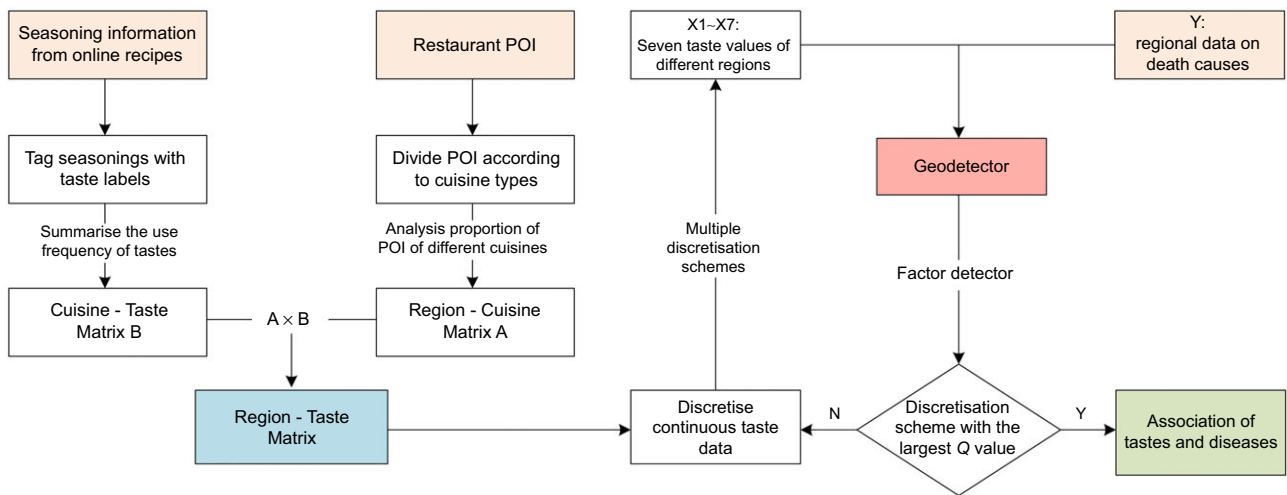 Seasoning information
from online recipes
Restaurant POI
X1~X7:
Seven taste values of
different regions
Y:
regional data on
death causes
Tag seasonings with
taste labels
Divide POI according
to cuisine types
Geodetector
Summarise the use
frequency of tastes
Analysis proportion of
POI of different cuisines
Multiple
discretisation
schemes
Factor detector
Cuisine - Taste
Matrix B
A × B
Region - Cuisine
Matrix A
Region - Taste
Matrix
Discretise
continuous taste
data
N
Discretisation
scheme with the
largest Q value
Y
Association of
tastes and diseases